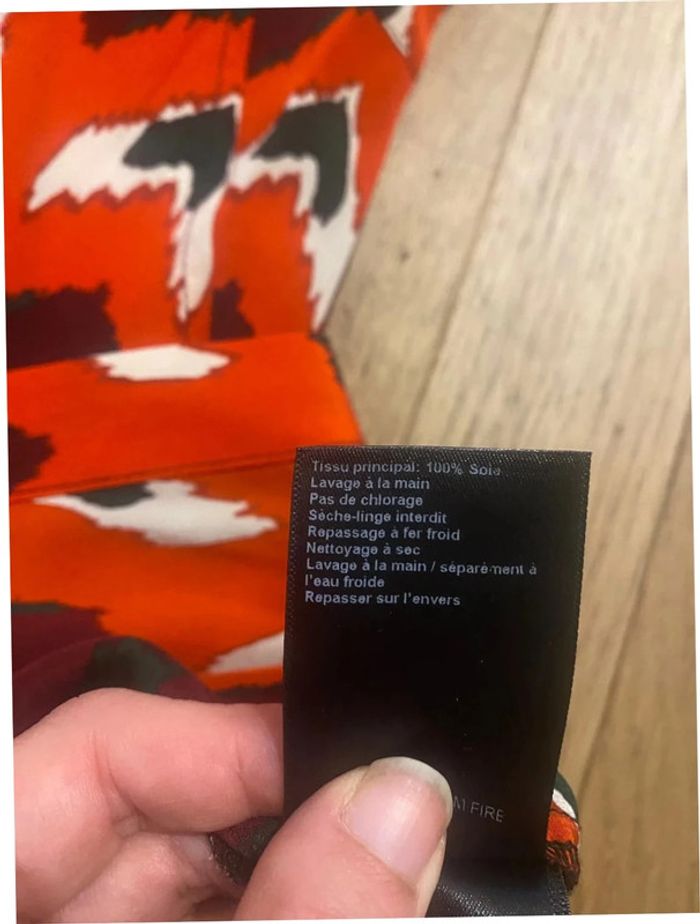 Tissu principal: 100% Soie
Lavage à la main
Pas de chlorage
Sèche-linge interdit
Repassage à fer froid
Nettoyage à sec
Lavage à la main / séparément à
l'eau froide
Repasser sur l'envers
FIRE